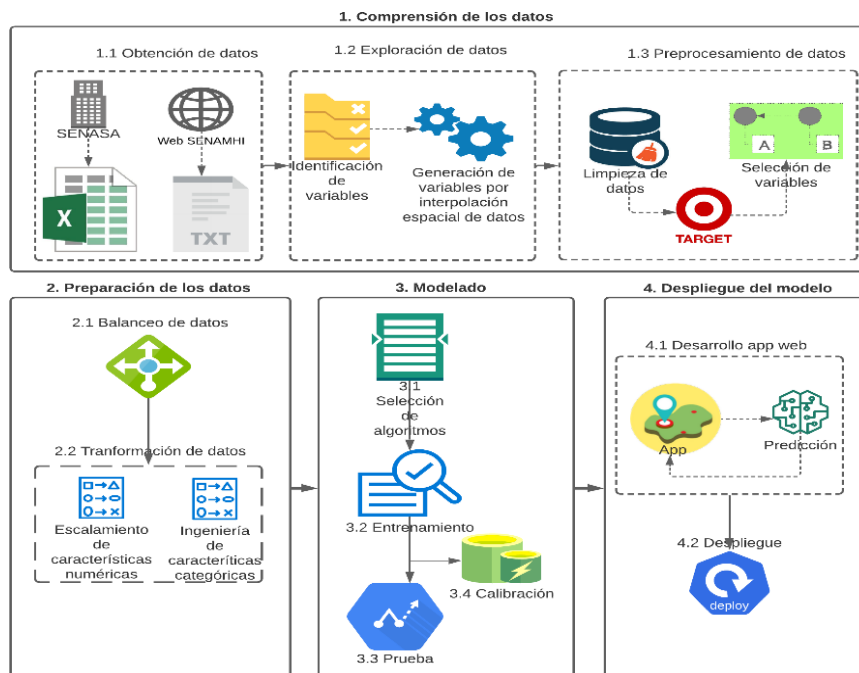 1. Comprensión de los datos
1.1 Obtención de datos
SENASA
Web SENAMHI
X
TXT
1.2 Exploración de datos
Identificación
de
variables
Generación de
variables por
interpolación
espacial de datos
1.3 Preprocesamiento de datos
Limpieza de
datos
TARGET
A
B
Selección de
variables
2. Preparación de los datos
2.1 Balanceo de datos
2.2 Tranformación de datos
Escalamiento
de
características
numéricas
Ingeniería
de
caracteríticas
categóricas
3. Modelado
3.1
Selección
de
algoritmos
3.2 Entrenamiento
3.4 Calibración
3.3 Prueba
4. Despliegue del modelo
4.1 Desarrollo app web
App
Predicción
4.2 Despliegue
deploy